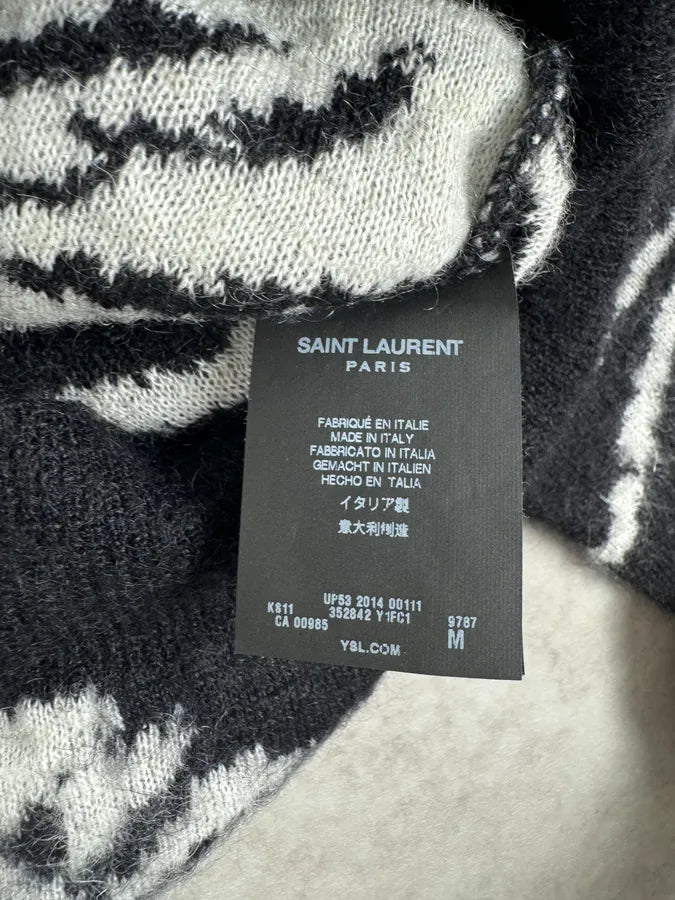 SAINT LAURENT
PARIS
FABRIQUÉ EN ITALIE
MADE IN ITALY
FABBRICATO IN ITALIA
GEMACHT IN ITALIEN
HECHO EN TALIA
イタリア製
意大利制造
UP53 2014 00111
KS11 352842 Y1FC1 9787
CA 00985 M
YSL.COM